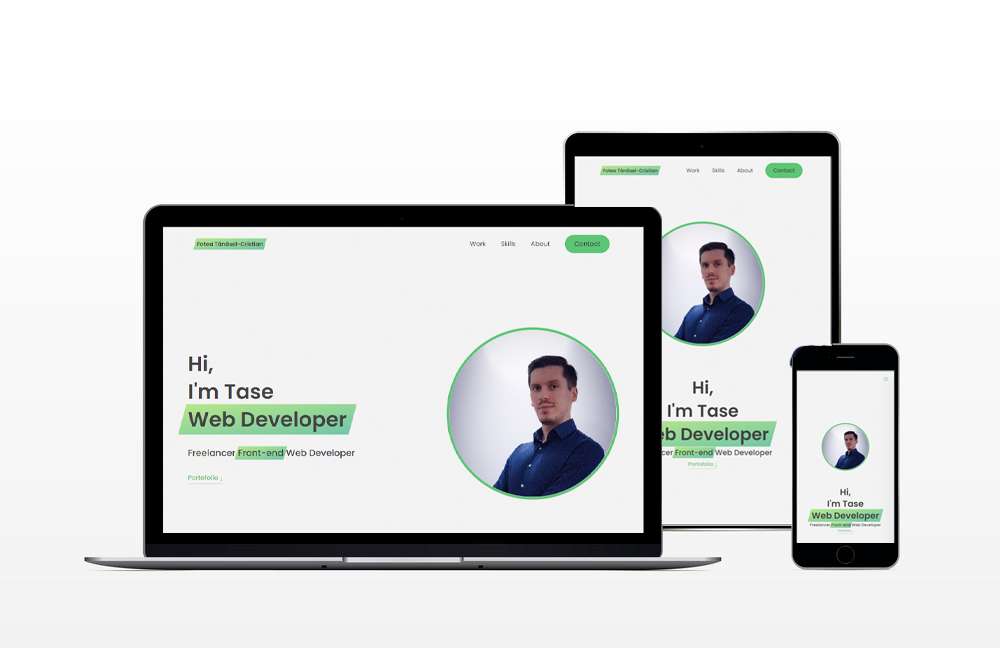 Fotea Tănăsel-Cristian
Work Skills About Contact
Hi,
I'm Tase
Web Developer
Freelancer Front-end Web Developer
Portofolio ↓
Fotea Tănăsel-Cristian
Work Skills About Contact
Hi,
I'm Tase
eb Developer
cer Front-end Web Developer
Portofolio ↓
Hi,
I'm Tase
Web Developer
Freelancer Front-end Web Developer